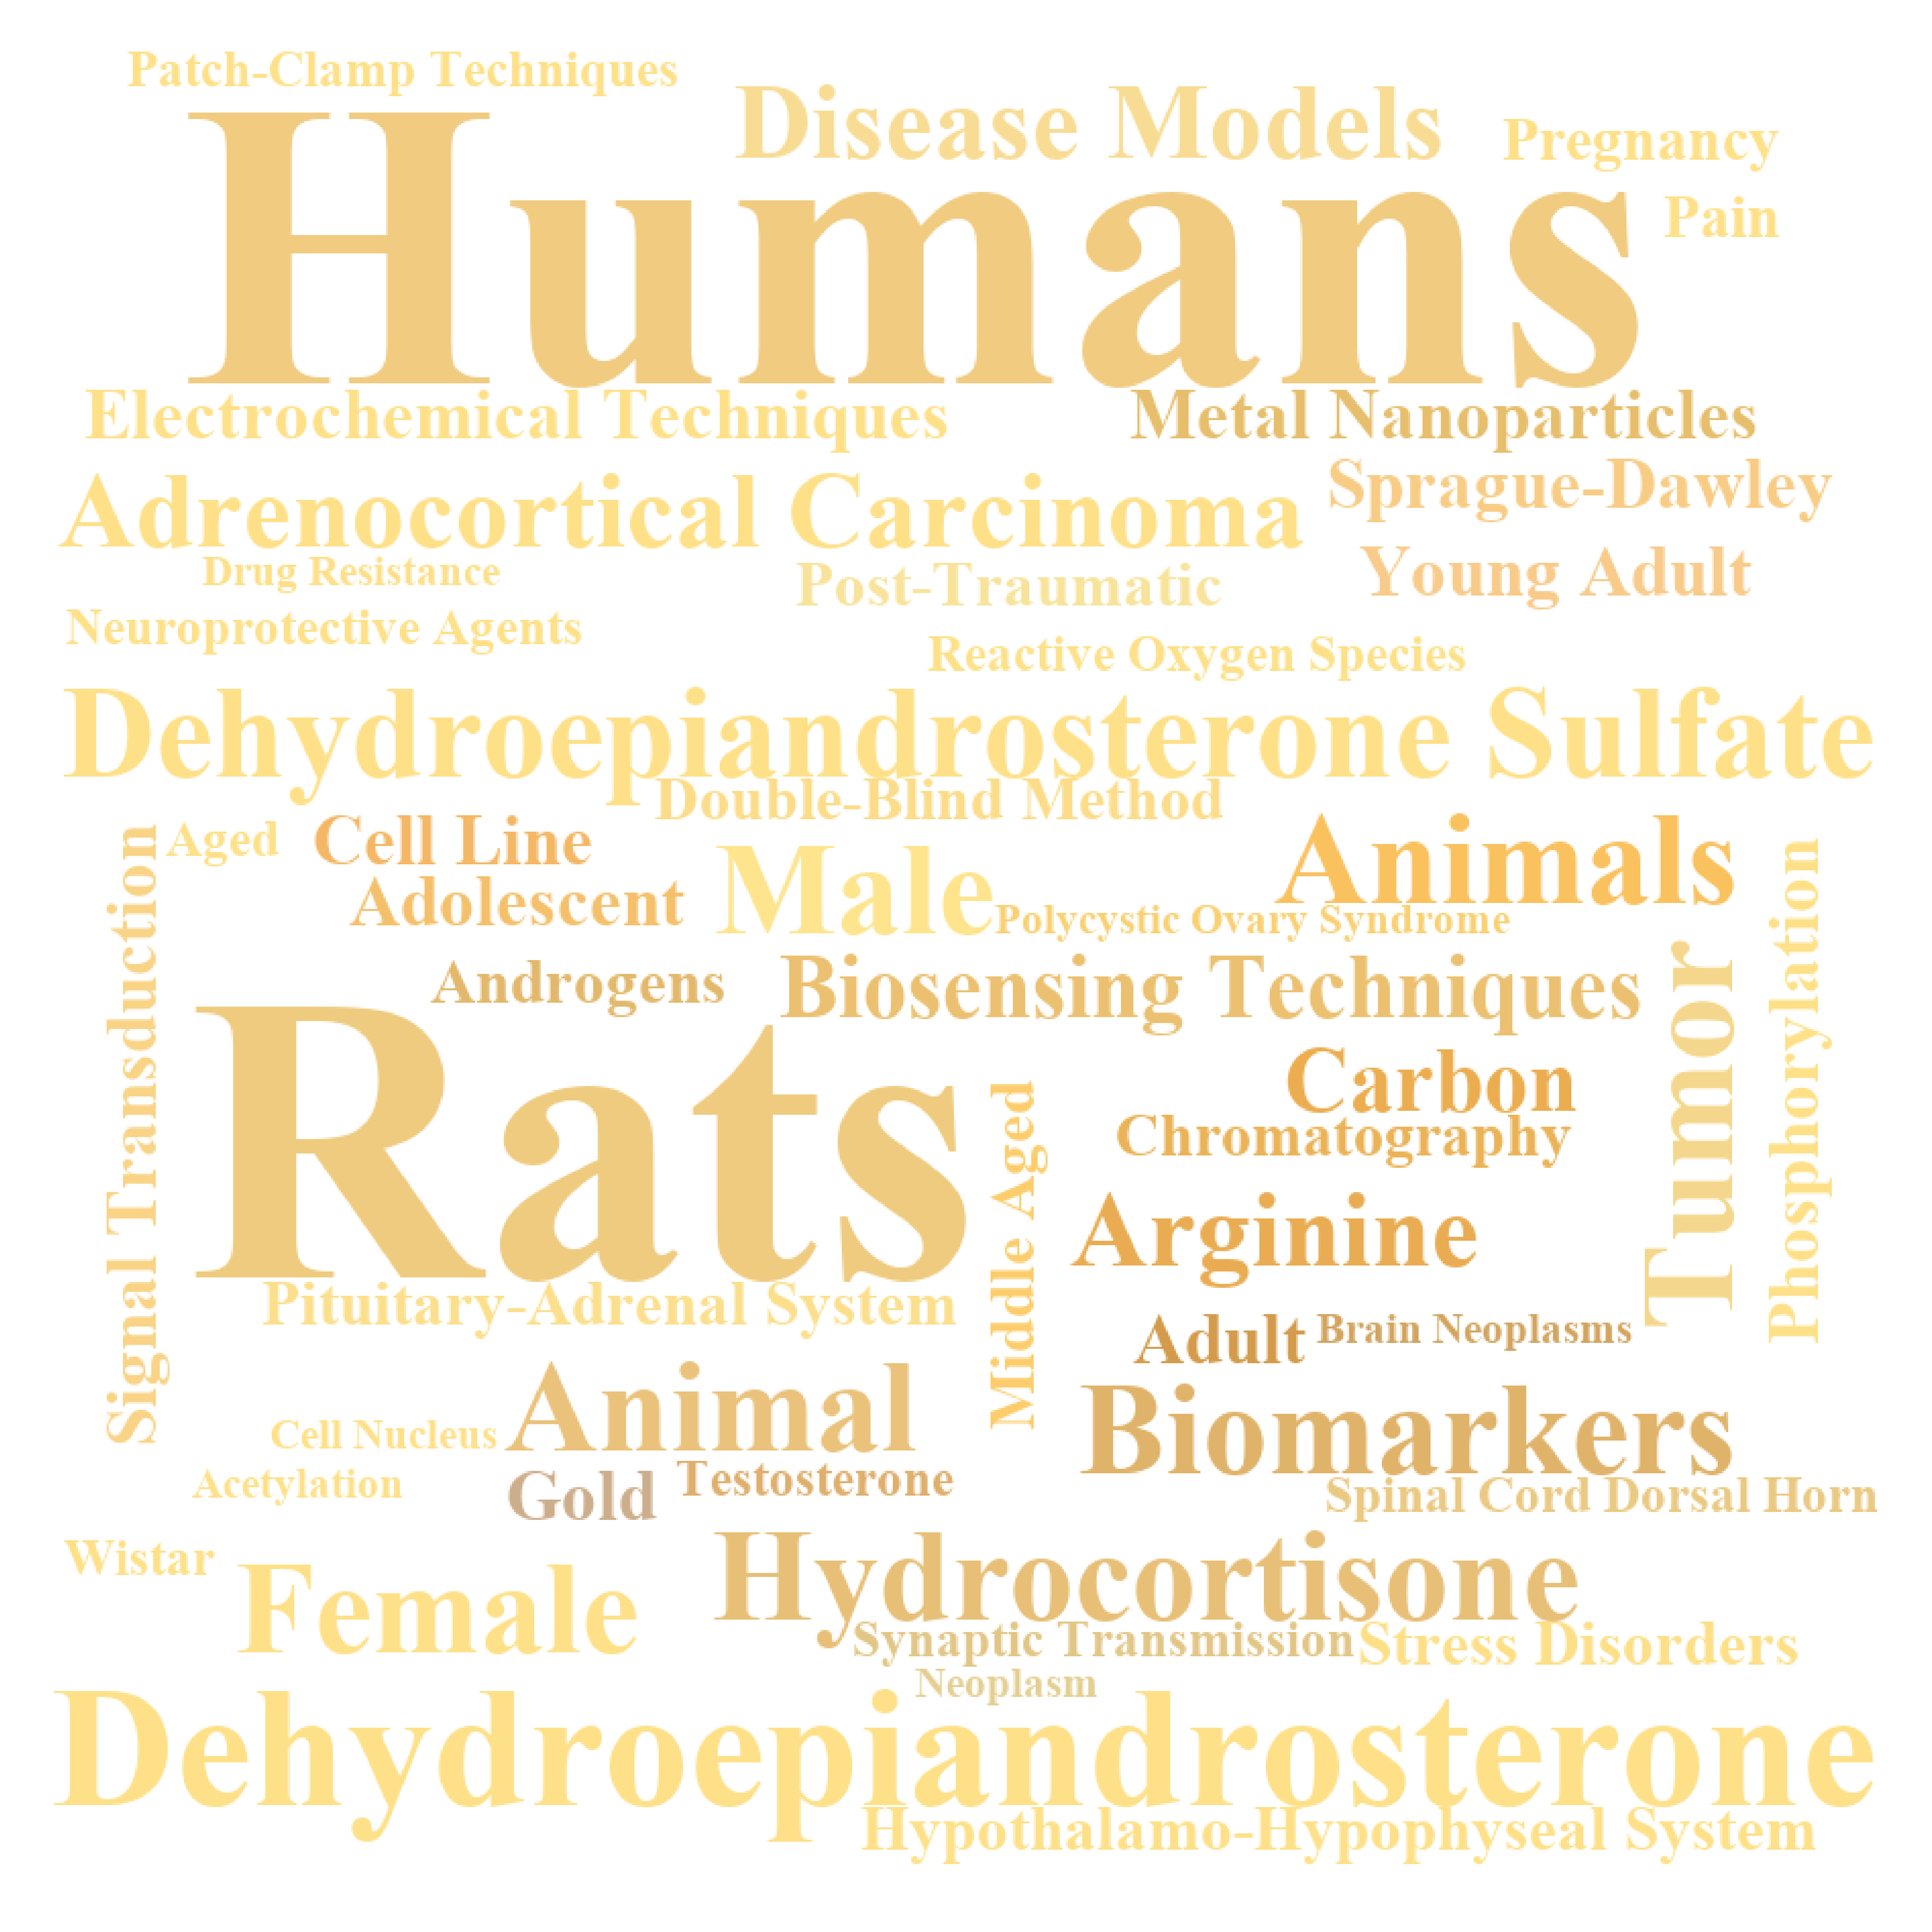 Patch-Clamp Techniques
Disease Models
Pregnancy
Humans
Pain
Electrochemical Techniques
Metal Nanoparticles
Adrenocortical Carcinoma
Sprague-Dawley
Drug Resistance
Post-Traumatic
Young Adult
Neuroprotective Agents
Reactive Oxygen Species
Dehydroepiandrosterone Sulfate
Double-Blind Method
Aged
Cell Line
Male
Animals
Adolescent
Polycystic Ovary Syndrome
Signal Transduction
Phosphorylation
Androgens
Biosensing Techniques
Tumor
Rats
Carbon
Chromatography
Middle Aged
Arginine
Pituitary-Adrenal System
Adult
Brain Neoplasms
Animal
Biomarkers
Cell Nucleus
Acetylation
Gold
Testosterone
Spinal Cord Dorsal Horn
Wistar
Female
Hydrocortisone
Synaptic Transmission
Stress Disorders
Neoplasm
Dehydroepiandrosterone
Hypothalamo-Hypophyseal System